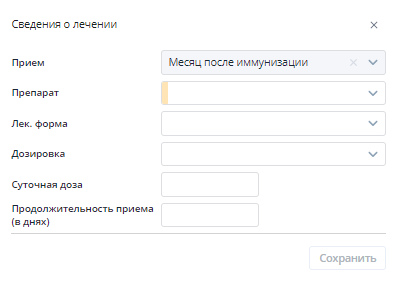 Сведения о лечении
Прием
Месяц после иммунизации
Препарат
Лек. форма
Дозировка
Суточная доза
Продолжительность приема
(в днях)
Сохранить